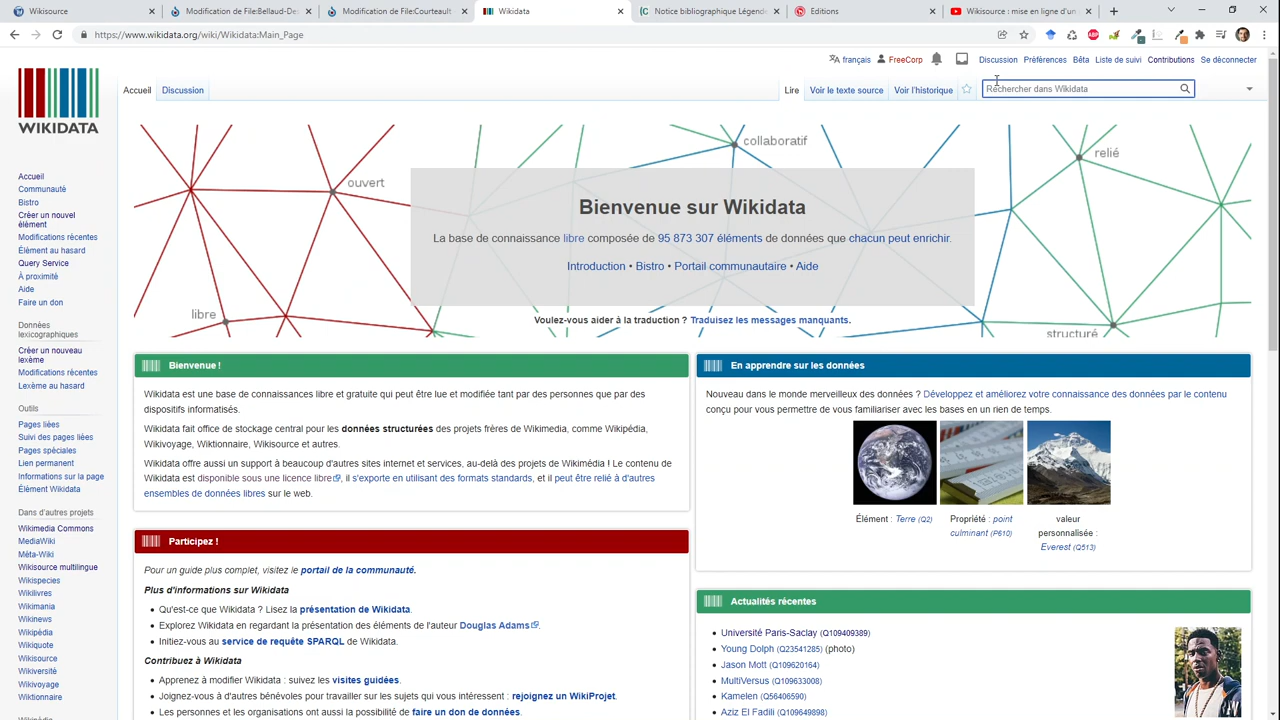 Wikisource
Modification de File:Bellaud-De
Modification de File:Courteault
Wikidata
Notice bibliographique Légend
Editions
Wikisource : mise en ligne d'un
https://www.wikidata.org/wiki/Wikidata:Main_Page
français FreeCorp Discussion Préférences Bêta Liste de suivi Contributions Se déconnecter
WIKIDATA
Accueil Discussion Lire Voir le texte source Voir l'historique Rechercher dans Wikidata
Accueil
Communauté
Bistro
Créer un nouvel
élément
Modifications récentes
Élément au hasard
Query Service
À proximité
Aide
Faire un don
Données
lexicographiques
Créer un nouveau
lexème
Modifications récentes
Lexème au hasard
Outils
Pages liées
Suivi des pages liées
Pages spéciales
Lien permanent
Informations sur la page
Élément Wikidata
Dans d'autres projets
Wikimedia Commons
MediaWiki
Méta-Wiki
Wikisource multilingue
Wikispecies
Wikilivres
Wikimania
Wikinews
Wikipédia
Wikiquote
Wikisource
Wikiversité
Wikivoyage
Wiktionnaire
collaboratif
relié
ouvert
libre
structuré
Bienvenue sur Wikidata
La base de connaissance libre composée de 95 873 307 éléments de données que chacun peut enrichir.
Introduction • Bistro • Portail communautaire • Aide
Voulez-vous aider à la traduction ? Traduisez les messages manquants.
Bienvenue !
Wikidata est une base de connaissances libre et gratuite qui peut être lue et modifiée tant par des personnes que par des
dispositifs informatisés.
Wikidata fait office de stockage central pour les données structurées des projets frères de Wikimedia, comme Wikipédia,
Wikivoyage, Wiktionnaire, Wikisource et autres.
Wikidata offre aussi un support à beaucoup d'autres sites internet et services, au-delà des projets de Wikimédia ! Le contenu de
Wikidata est disponible sous une licence libre, il s'exporte en utilisant des formats standards, et il peut être relié à d'autres
ensembles de données libres sur le web.
Participez !
Pour un guide plus complet, visitez le portail de la communauté.
Plus d'informations sur Wikidata
• Qu'est-ce que Wikidata ? Lisez la présentation de Wikidata.
• Explorez Wikidata en regardant la présentation des éléments de l'auteur Douglas Adams.
• Initiez-vous au service de requête SPARQL de Wikidata.
Contribuez à Wikidata
• Apprenez à modifier Wikidata : suivez les visites guidées.
• Joignez-vous à d'autres bénévoles pour travailler sur les sujets qui vous intéressent : rejoignez un WikiProjet.
• Les personnes et les organisations ont aussi la possibilité de faire un don de données.
En apprendre sur les données
Nouveau dans le monde merveilleux des données ? Développez et améliorez votre connaissance des données par le contenu
conçu pour vous permettre de vous familiariser avec les bases en un rien de temps.
Élément : Terre (Q2)
Propriété : point
culminant (P610)
valeur
personnalisée :
Everest (Q513)
Actualités récentes
• Université Paris-Saclay (Q109409389)
• Young Dolph (Q23541285) (photo)
• Jason Mott (Q109620164)
• MultiVersus (Q109633008)
• Kamelen (Q56406590)
• Aziz El Fadili (Q109649898)